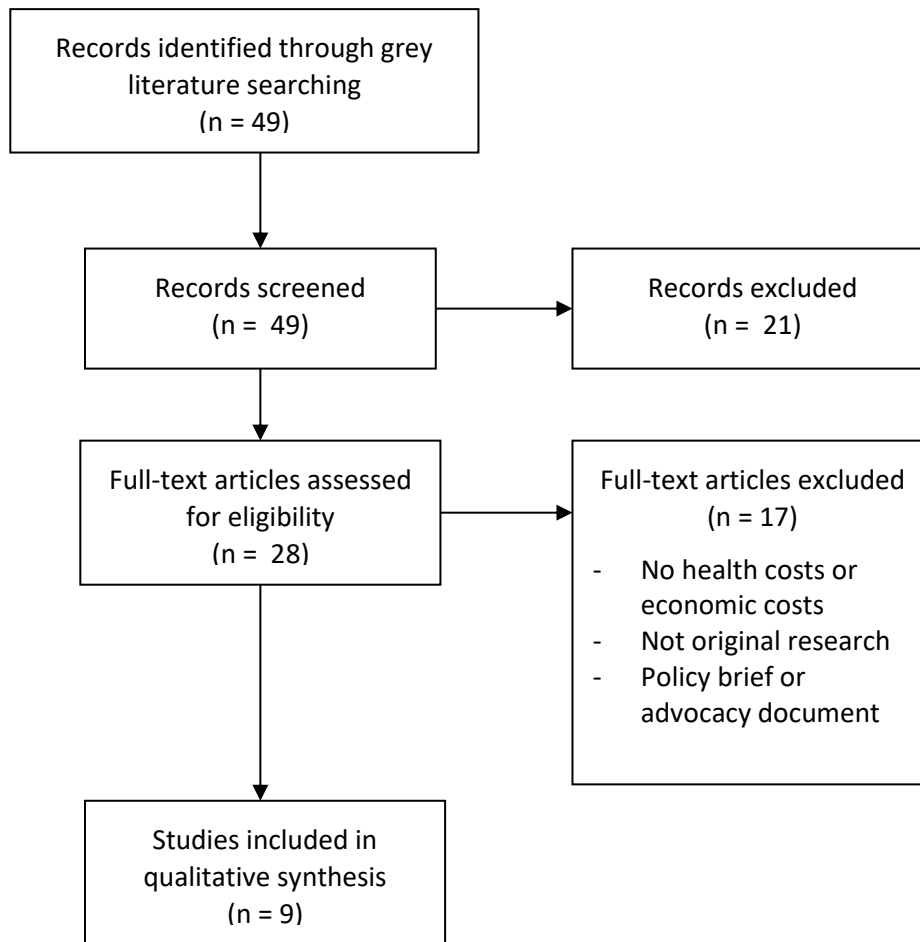 Records identified through grey
literature searching
(n = 49)
Records screened
(n =  49)
Records excluded
(n =  21)
Full-text articles assessed
for eligibility
(n =  28)
Full-text articles excluded
(n = 17)
- No health costs or
economic costs
- Not original research
- Policy brief or
advocacy document
Studies included in
qualitative synthesis
(n = 9)